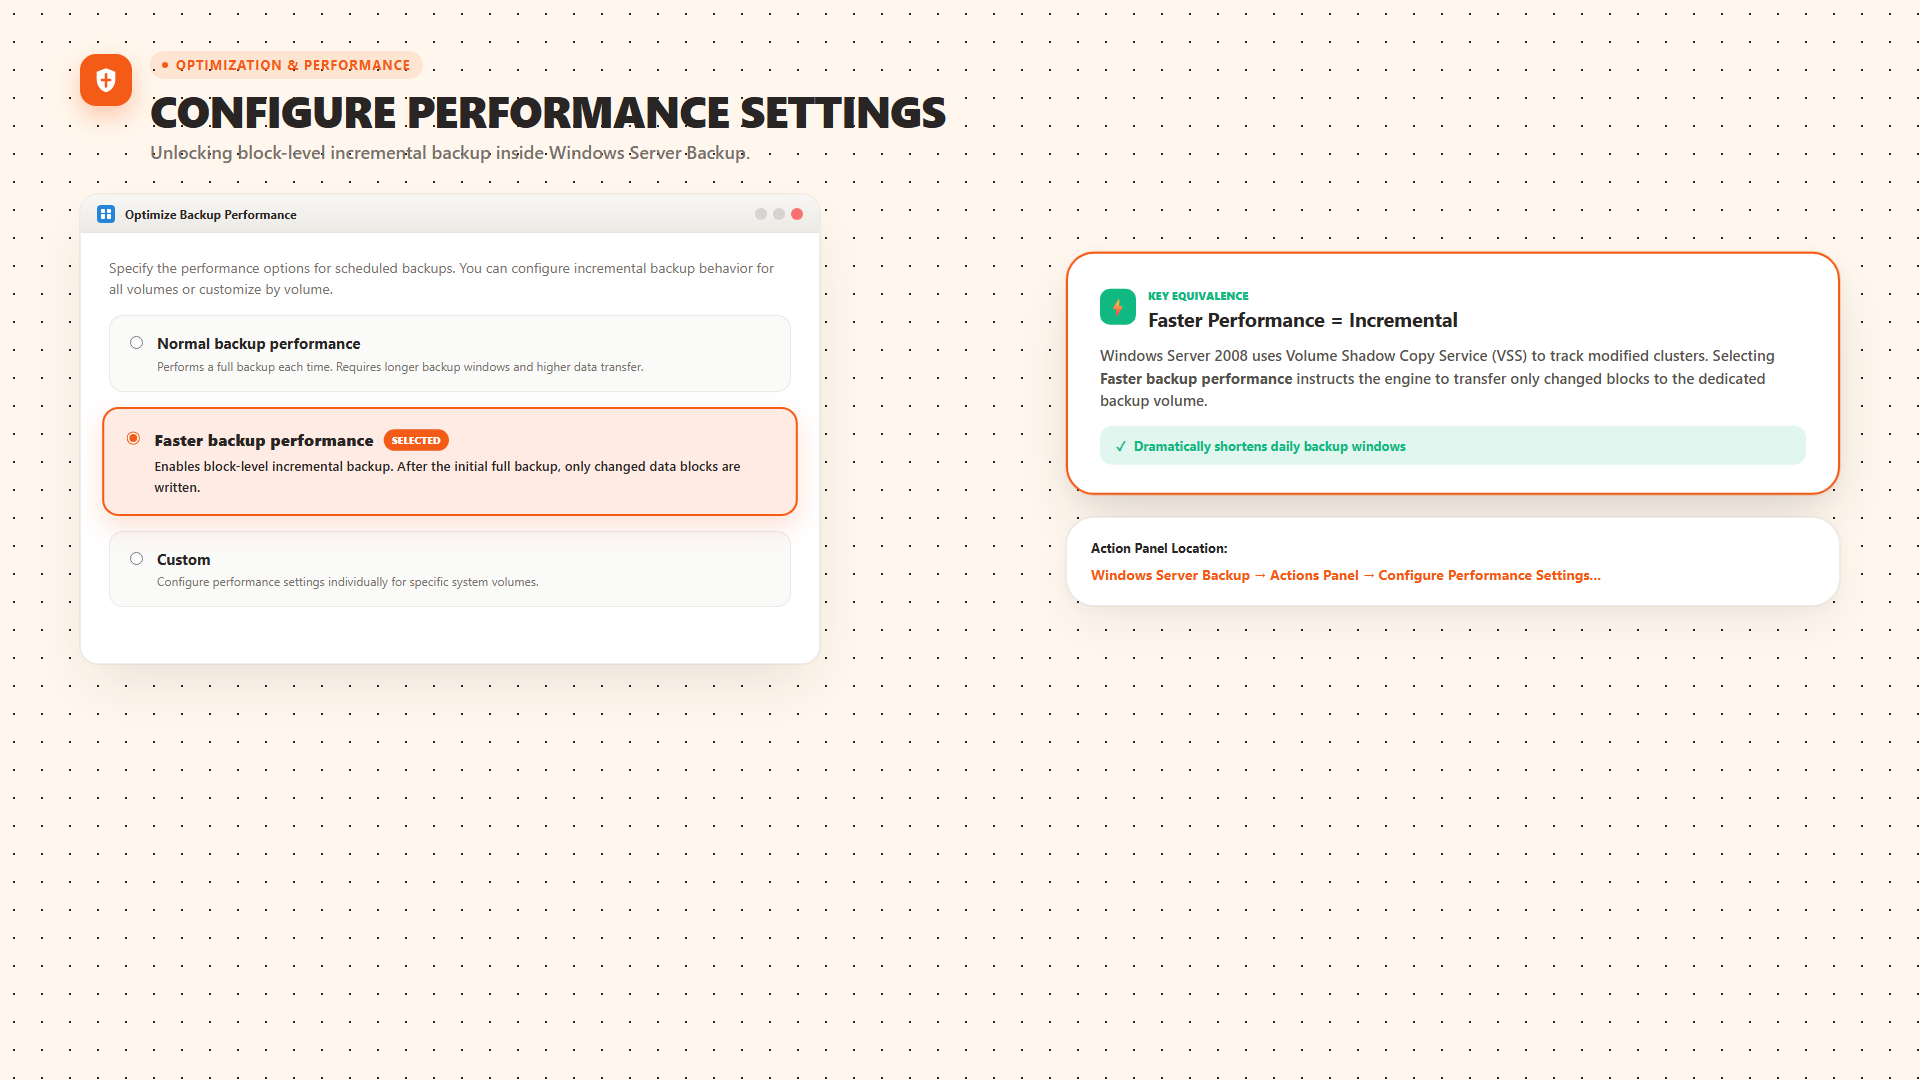 OPTIMIZATION & PERFORMANCE
CONFIGURE PERFORMANCE SETTINGS
Unlocking block-level incremental backup inside Windows Server Backup.
Optimize Backup Performance
Specify the performance options for scheduled backups. You can configure incremental backup behavior for
all volumes or customize by volume.
Normal backup performance
Performs a full backup each time. Requires longer backup windows and higher data transfer.
Faster backup performance SELECTED
Enables block-level incremental backup. After the initial full backup, only changed data blocks are
written.
Custom
Configure performance settings individually for specific system volumes.
KEY EQUIVALENCE
Faster Performance = Incremental
Windows Server 2008 uses Volume Shadow Copy Service (VSS) to track modified clusters. Selecting
Faster backup performance instructs the engine to transfer only changed blocks to the dedicated
backup volume.
✓ Dramatically shortens daily backup windows
Action Panel Location:
Windows Server Backup → Actions Panel → Configure Performance Settings...